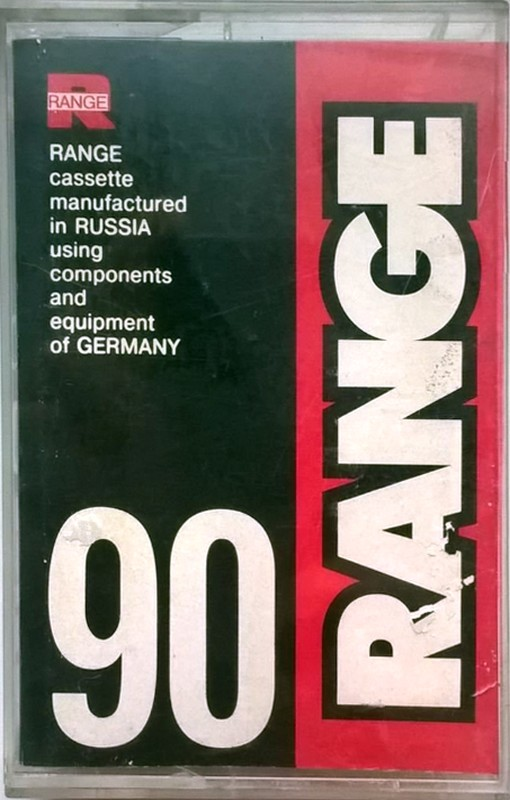 RANGE
RANGE
cassette
manufactured
in RUSSIA
using
components
and
equipment
of GERMANY
90
RANGE